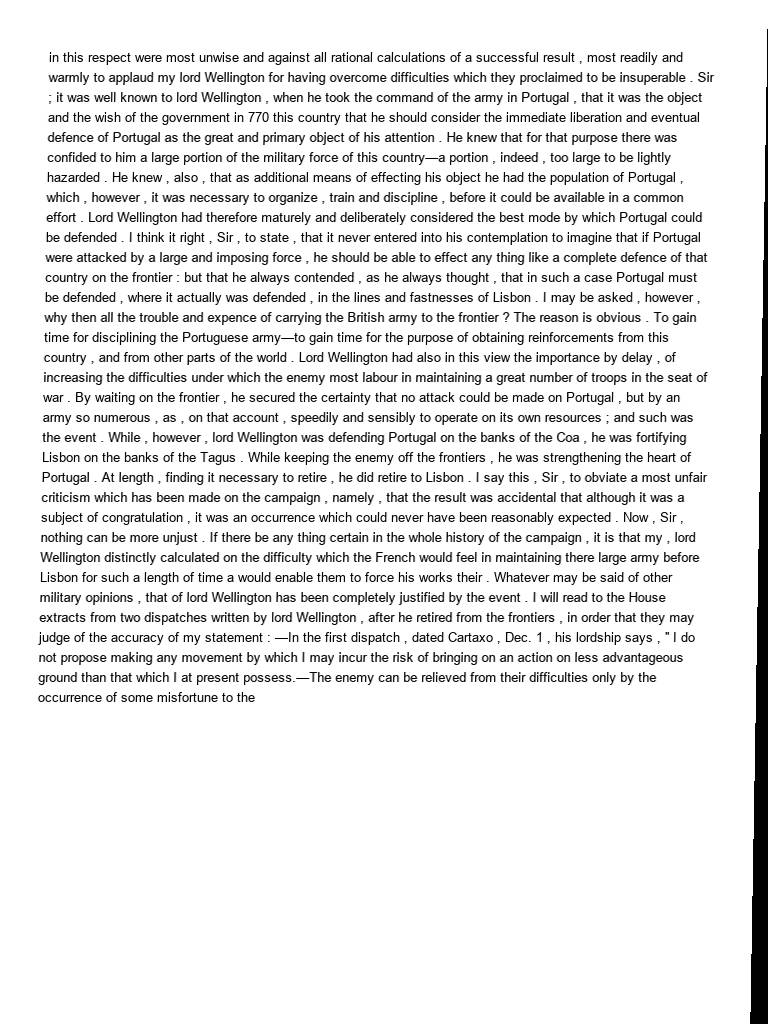 in this respect were most unwise and against all rational calculations of a successful result , most readily and
warmly to applaud my lord Wellington for having overcome difficulties which they proclaimed to be insuperable . Sir
; it was well known to lord Wellington , when he took the command of the army in Portugal , that it was the object
and the wish of the government in 770 this country that he should consider the immediate liberation and eventual
defence of Portugal as the great and primary object of his attention . He knew that for that purpose there was
confided to him a large portion of the military force of this country—a portion , indeed , too large to be lightly
hazarded . He knew , also , that as additional means of effecting his object he had the population of Portugal ,
which , however , it was necessary to organize , train and discipline , before it could be available in a common
effort . Lord Wellington had therefore maturely and deliberately considered the best mode by which Portugal could
be defended . I think it right , Sir , to state , that it never entered into his contemplation to imagine that if Portugal
were attacked by a large and imposing force , he should be able to effect any thing like a complete defence of that
country on the frontier : but that he always contended , as he always thought , that in such a case Portugal must
be defended , where it actually was defended , in the lines and fastnesses of Lisbon . I may be asked , however ,
why then all the trouble and expence of carrying the British army to the frontier ? The reason is obvious . To gain
time for disciplining the Portuguese army—to gain time for the purpose of obtaining reinforcements from this
country , and from other parts of the world . Lord Wellington had also in this view the importance by delay , of
increasing the difficulties under which the enemy most labour in maintaining a great number of troops in the seat of
war . By waiting on the frontier , he secured the certainty that no attack could be made on Portugal , but by an
army so numerous , as , on that account , speedily and sensibly to operate on its own resources ; and such was
the event . While , however , lord Wellington was defending Portugal on the banks of the Coa , he was fortifying
Lisbon on the banks of the Tagus . While keeping the enemy off the frontiers , he was strengthening the heart of
Portugal . At length , finding it necessary to retire , he did retire to Lisbon . I say this , Sir , to obviate a most unfair
criticism which has been made on the campaign , namely , that the result was accidental that although it was a
subject of congratulation , it was an occurrence which could never have been reasonably expected . Now , Sir ,
nothing can be more unjust . If there be any thing certain in the whole history of the campaign , it is that my , lord
Wellington distinctly calculated on the difficulty which the French would feel in maintaining there large army before
Lisbon for such a length of time a would enable them to force his works their . Whatever may be said of other
military opinions , that of lord Wellington has been completely justified by the event . I will read to the House
extracts from two dispatches written by lord Wellington , after he retired from the frontiers , in order that they may
judge of the accuracy of my statement : —In the first dispatch , dated Cartaxo , Dec. 1 , his lordship says , " I do
not propose making any movement by which I may incur the risk of bringing on an action on less advantageous
ground than that which I at present possess.—The enemy can be relieved from their difficulties only by the
occurrence of some misfortune to the